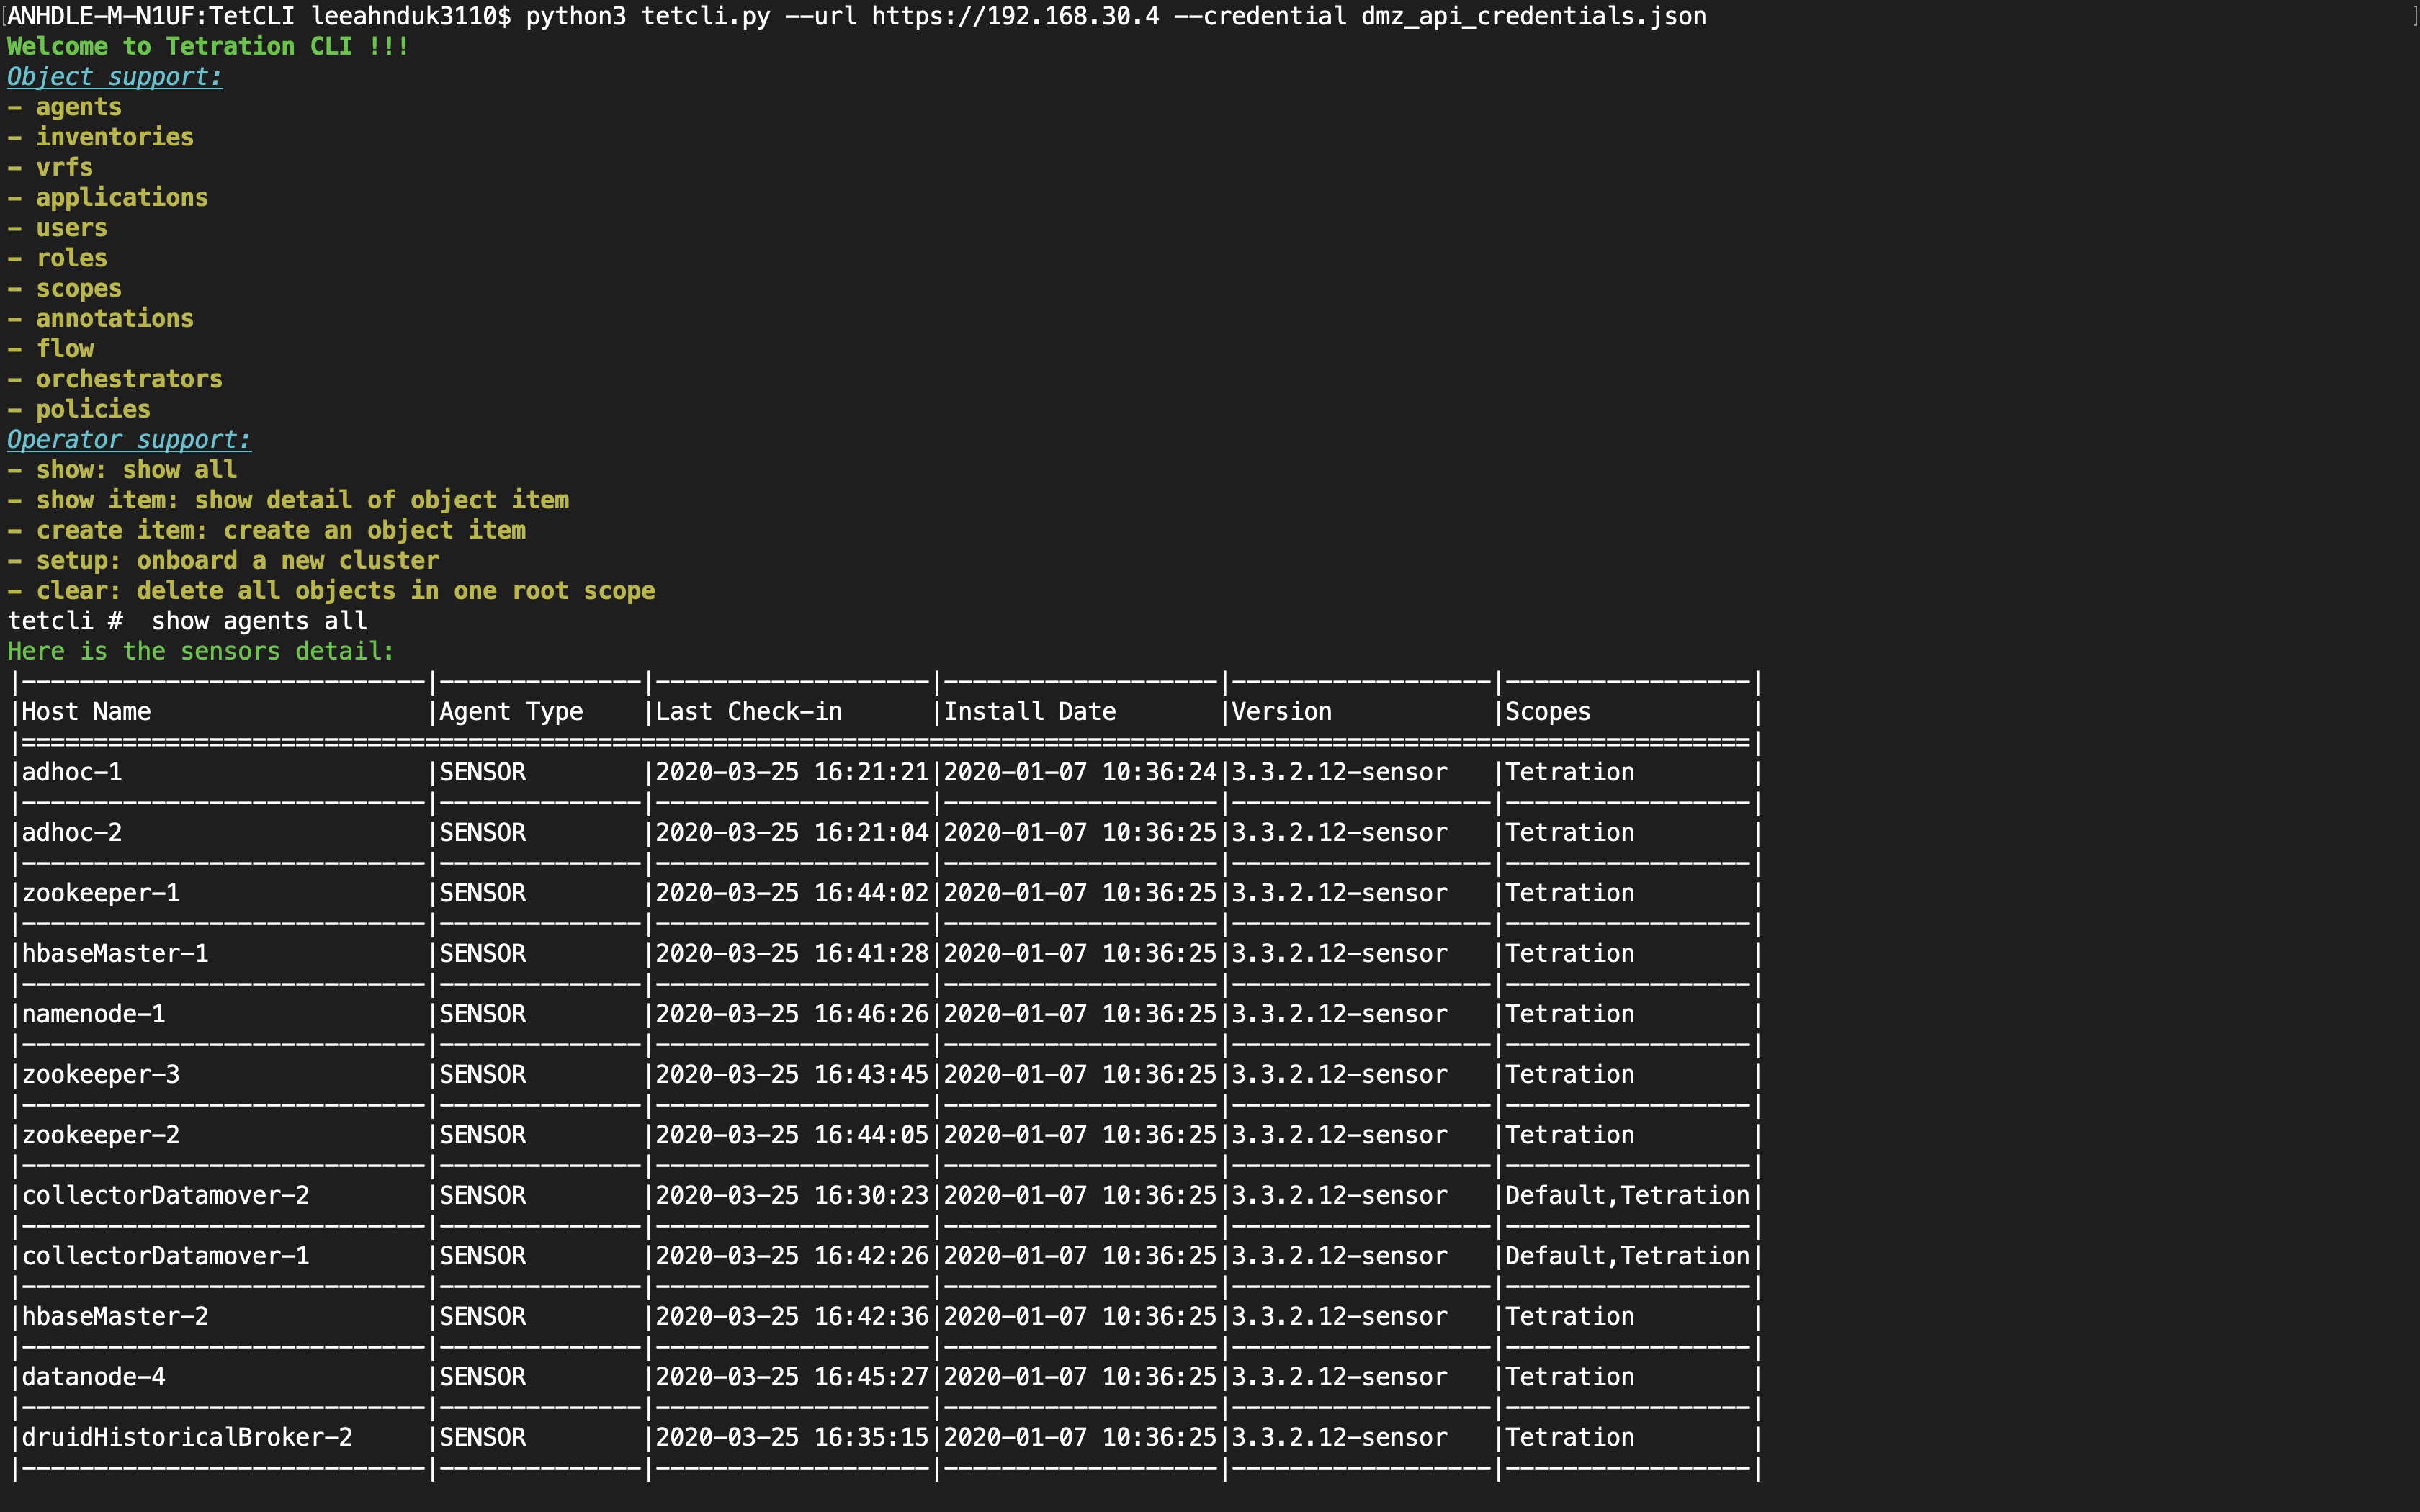 ANHDLE-M-N1UF:TetCLI leeahnduk3110$ python3 tetcli.py --url https://192.168.30.4 --credential dmz_api_credentials.json
Welcome to Tetration CLI !!!
Object support:
- agents
- inventories
- vrfs
- applications
- users
- roles
- scopes
- annotations
- flow
- orchestrators
- policies
Operator support:
- show: show all
- show item: show detail of object item
- create item: create an object item
- setup: onboard a new cluster
- clear: delete all objects in one root scope
tetcli #  show agents all
Here is the sensors detail:
|Host Name |Agent Type |Last Check-in |Install Date |Version |Scopes |
|adhoc-1 |SENSOR |2020-03-25 16:21:21|2020-01-07 10:36:24|3.3.2.12-sensor |Tetration |
|adhoc-2 |SENSOR |2020-03-25 16:21:04|2020-01-07 10:36:25|3.3.2.12-sensor |Tetration |
|zookeeper-1 |SENSOR |2020-03-25 16:44:02|2020-01-07 10:36:25|3.3.2.12-sensor |Tetration |
|hbaseMaster-1 |SENSOR |2020-03-25 16:41:28|2020-01-07 10:36:25|3.3.2.12-sensor |Tetration |
|namenode-1 |SENSOR |2020-03-25 16:46:26|2020-01-07 10:36:25|3.3.2.12-sensor |Tetration |
|zookeeper-3 |SENSOR |2020-03-25 16:43:45|2020-01-07 10:36:25|3.3.2.12-sensor |Tetration |
|zookeeper-2 |SENSOR |2020-03-25 16:44:05|2020-01-07 10:36:25|3.3.2.12-sensor |Tetration |
|collectorDatamover-2 |SENSOR |2020-03-25 16:30:23|2020-01-07 10:36:25|3.3.2.12-sensor |Default,Tetration|
|collectorDatamover-1 |SENSOR |2020-03-25 16:42:26|2020-01-07 10:36:25|3.3.2.12-sensor |Default,Tetration|
|hbaseMaster-2 |SENSOR |2020-03-25 16:42:36|2020-01-07 10:36:25|3.3.2.12-sensor |Tetration |
|datanode-4 |SENSOR |2020-03-25 16:45:27|2020-01-07 10:36:25|3.3.2.12-sensor |Tetration |
|druidHistoricalBroker-2 |SENSOR |2020-03-25 16:35:15|2020-01-07 10:36:25|3.3.2.12-sensor |Tetration |